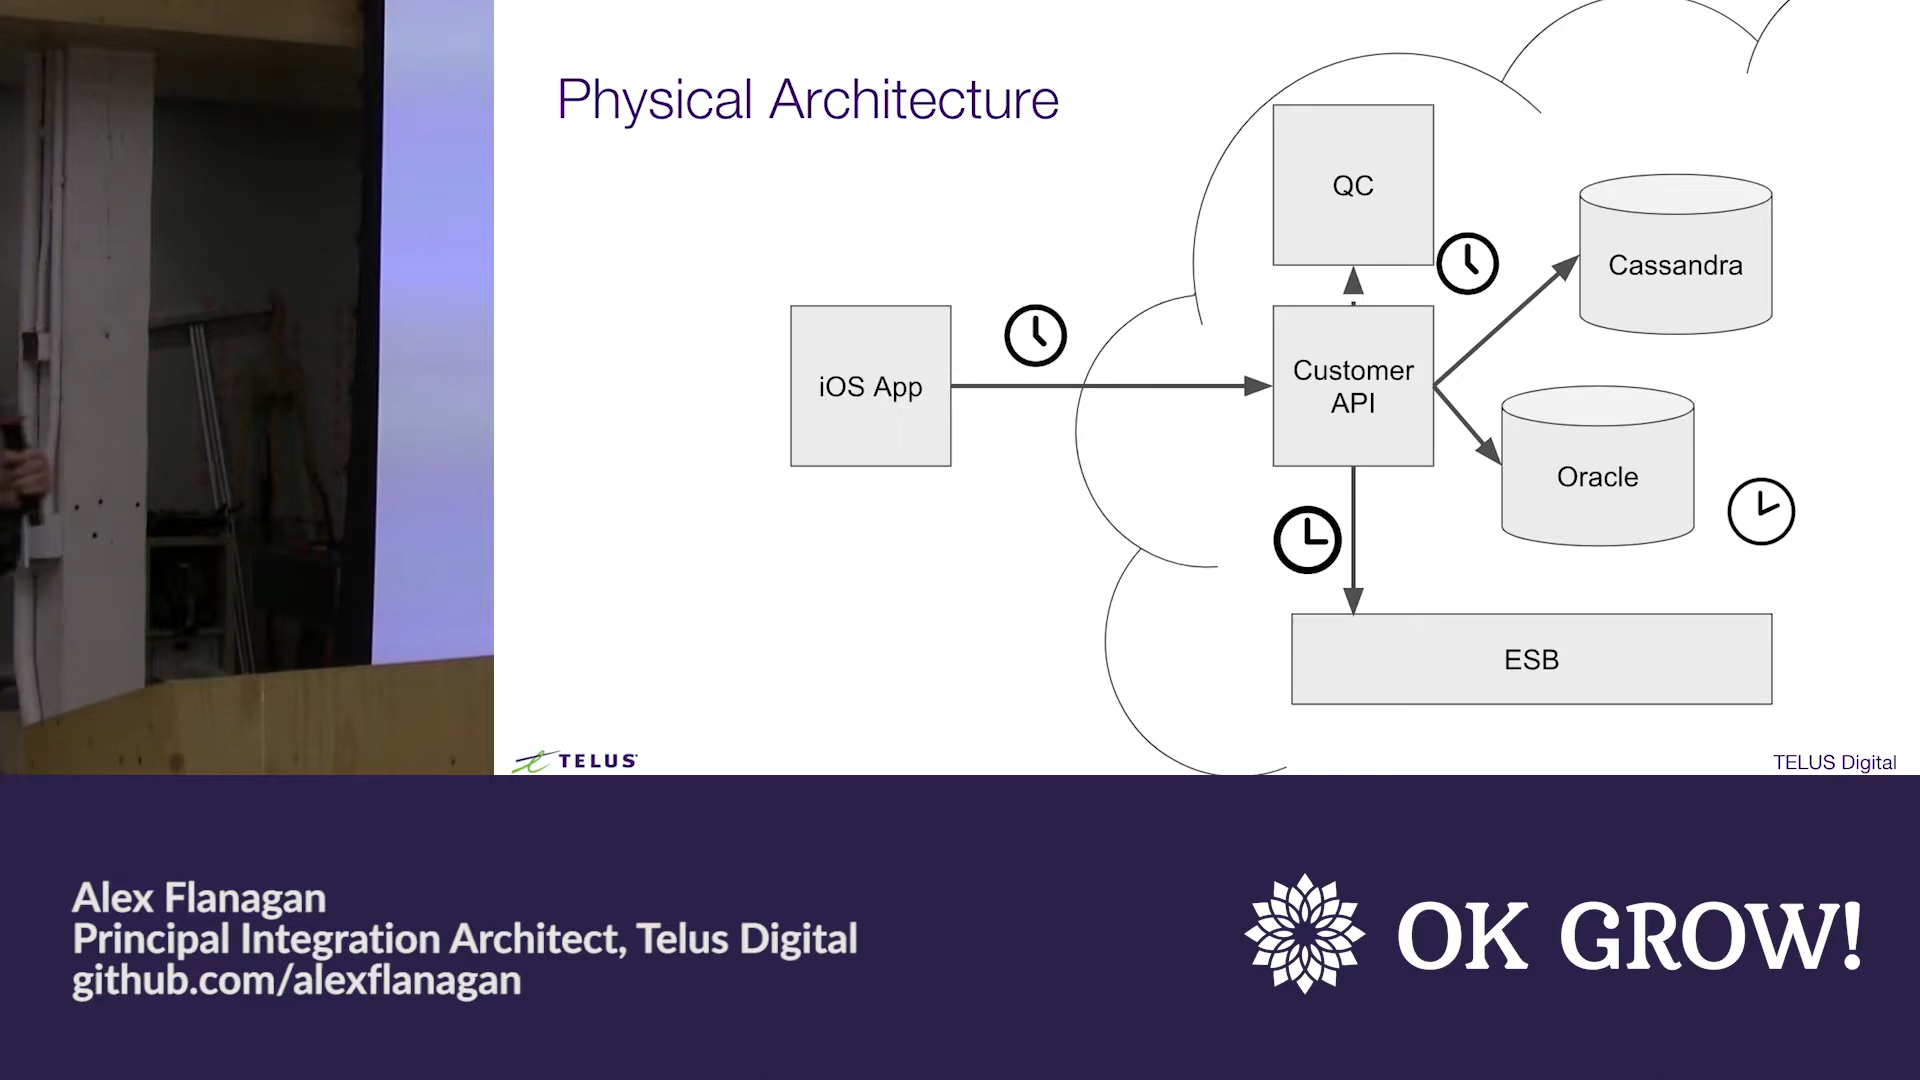 Physical Architecture
QC
Cassandra
iOS App
Customer
API
Oracle
ESB
TELUS
TELUS Digital
Alex Flanagan
Principal Integration Architect, Telus Digital
github.com/alexflanagan
OK GROW!